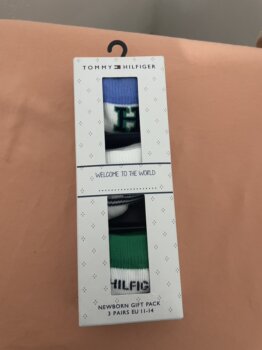 TOMMY HILFIGER
H
WELCOME TO THE WORLD
HILFIG
NEWBORN GIFT PACK
3 PAIRS EU 11-14